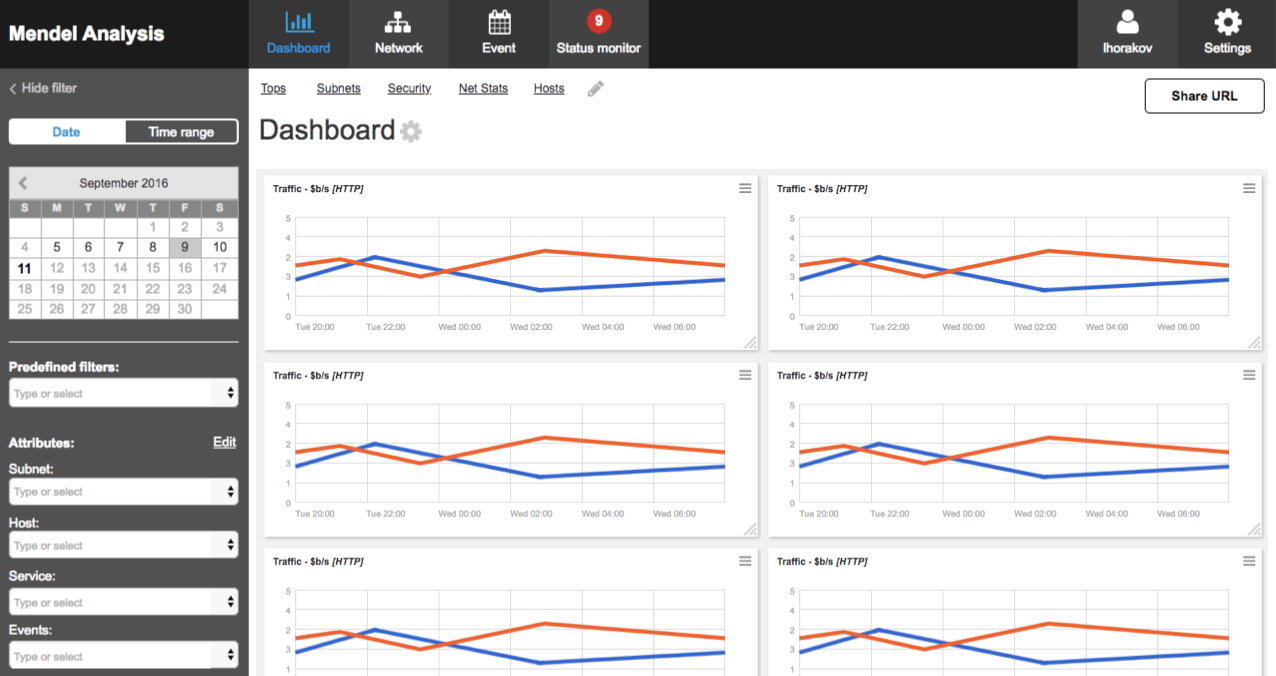 Mendel Analysis
Dashboard
Network
Event
9
Status monitor
lhorakov
Settings
Hide filter
Date
Time range
September 2016
S M T W T F S
1 2 3
4 5 6 7 8 9 10
11 12 13 14 15 16 17
18 19 20 21 22 23 24
25 26 27 28 29 30
Predefined filters:
Type or select
Attributes:
Edit
Subnet:
Type or select
Host:
Type or select
Service:
Type or select
Events:
Type or select
Tops
Subnets
Security
Net Stats
Hosts
Share URL
Dashboard
Traffic - $b/s [HTTP]
5
4
2
3
1
0
Tue 20:00 Tue 22:00 Wed 00:00 Wed 02:00 Wed 04:00 Wed 06:00
Traffic - $b/s [HTTP]
5
4
2
3
1
0
Tue 20:00 Tue 22:00 Wed 00:00 Wed 02:00 Wed 04:00 Wed 06:00
Traffic - $b/s [HTTP]
5
4
2
3
1
0
Tue 20:00 Tue 22:00 Wed 00:00 Wed 02:00 Wed 04:00 Wed 06:00
Traffic - $b/s [HTTP]
5
4
2
3
1
0
Tue 20:00 Tue 22:00 Wed 00:00 Wed 02:00 Wed 04:00 Wed 06:00
Traffic - $b/s [HTTP]
5
4
2
3
1
Traffic - $b/s [HTTP]
5
4
2
3
1